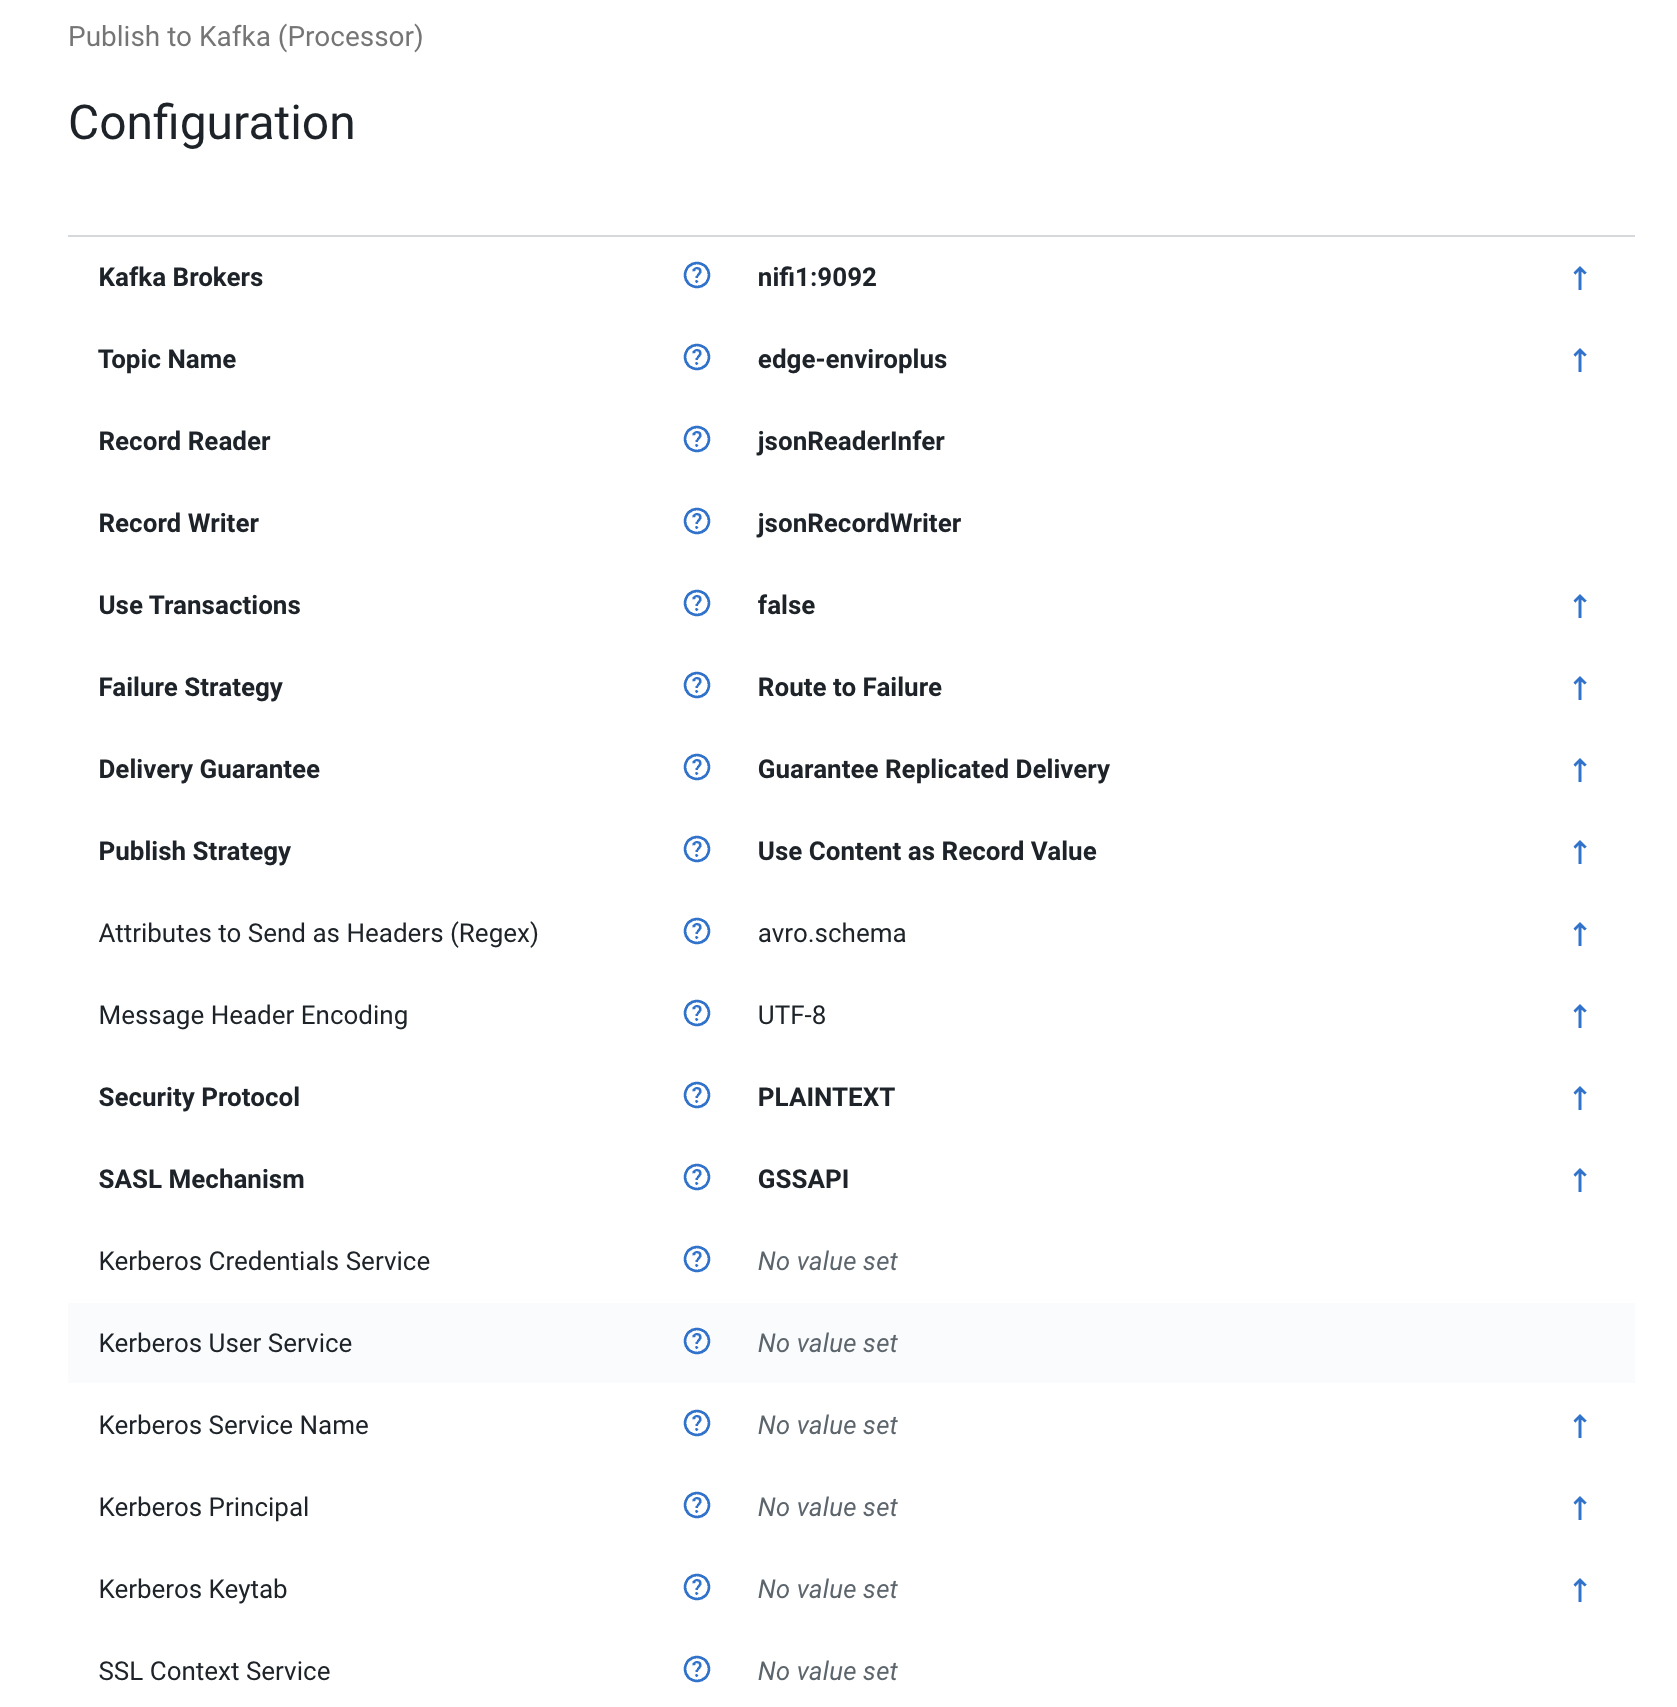 Publish to Kafka (Processor)
Configuration
Kafka Brokers nifi1:9092
Topic Name edge-enviroplus
Record Reader jsonReaderInfer
Record Writer jsonRecordWriter
Use Transactions false
Failure Strategy Route to Failure
Delivery Guarantee Guarantee Replicated Delivery
Publish Strategy Use Content as Record Value
Attributes to Send as Headers (Regex) avro.schema
Message Header Encoding UTF-8
Security Protocol PLAINTEXT
SASL Mechanism GSSAPI
Kerberos Credentials Service No value set
Kerberos User Service No value set
Kerberos Service Name No value set
Kerberos Principal No value set
Kerberos Keytab No value set
SSL Context Service No value set